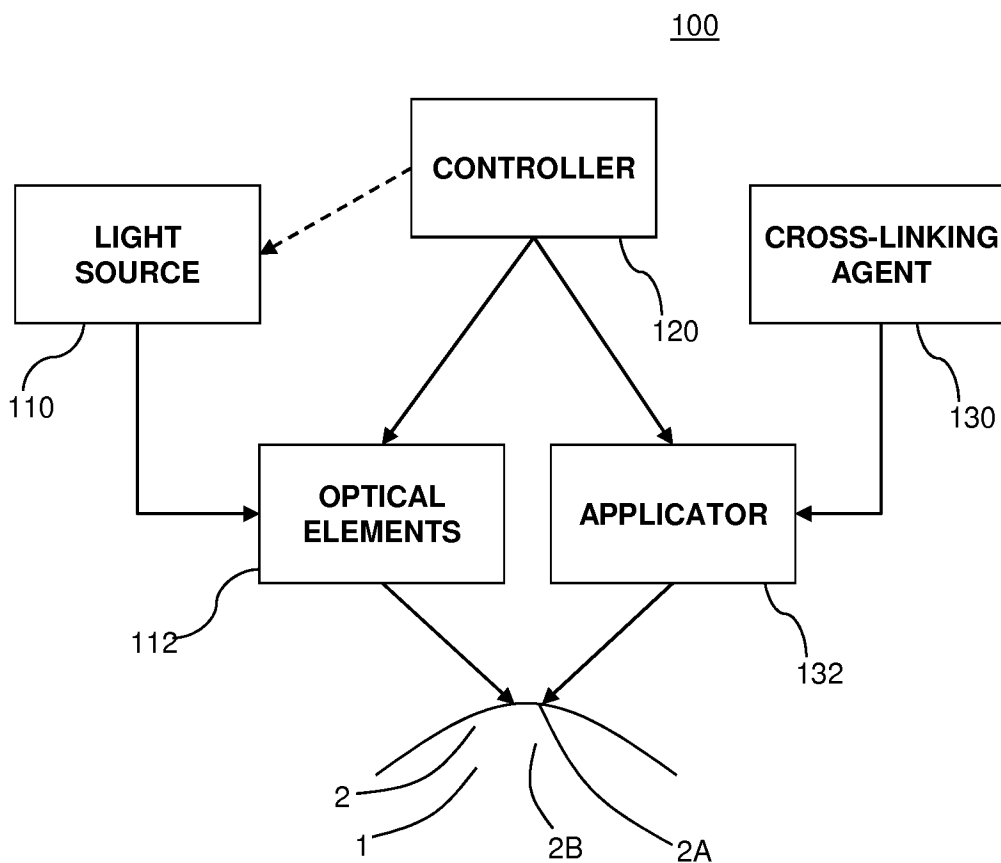 100
CONTROLLER
LIGHT
SOURCE
CROSS-LINKING
AGENT
120
110
130
OPTICAL
ELEMENTS
APPLICATOR
112
132
2
1
2B
2A